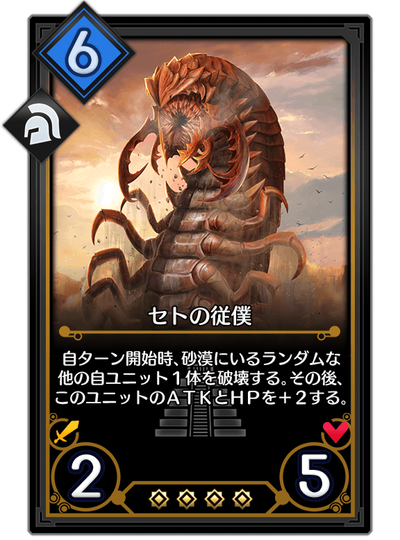 6
セトの従僕
自ターン開始時、砂漠にいるランダムな
他の自ユニット１体を破壊する。その後、
このユニットのＡＴＫとＨＰを＋２する。
2
5